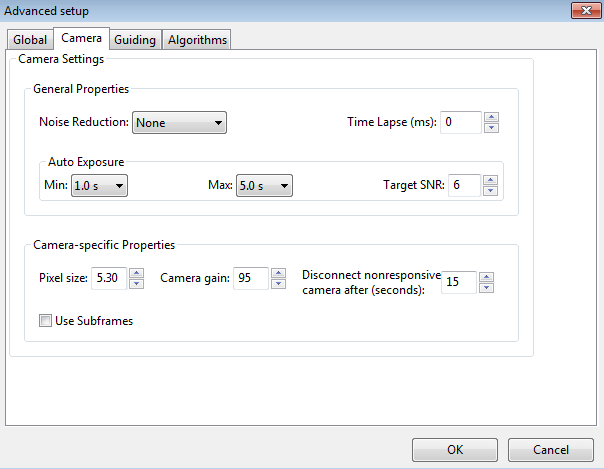 Advanced setup
Global Camera Guiding Algorithms
Camera Settings
General Properties
Noise Reduction: None Time Lapse (ms): 0
Auto Exposure
Min: 1.0 s Max: 5.0 s Target SNR: 6
Camera-specific Properties
Pixel size: 5.30 Camera gain: 95 Disconnect nonresponsive camera after (seconds): 15
Use Subframes
OK Cancel